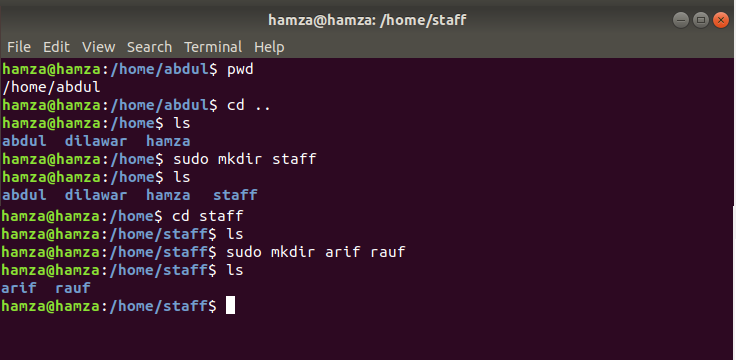 hamza@hamza: /home/staff
File Edit View Search Terminal Help
hamza@hamza:/home/abdul$ pwd
/home/abdul
hamza@hamza:/home/abdul$ cd ..
hamza@hamza:/home$ ls
abdul dilawar hamza
hamza@hamza:/home$ sudo mkdir staff
hamza@hamza:/home$ ls
abdul dilawar hamza staff
hamza@hamza:/home$ cd staff
hamza@hamza:/home/staff$ ls
hamza@hamza:/home/staff$ sudo mkdir arif rauf
hamza@hamza:/home/staff$ ls
arif rauf
hamza@hamza:/home/staff$